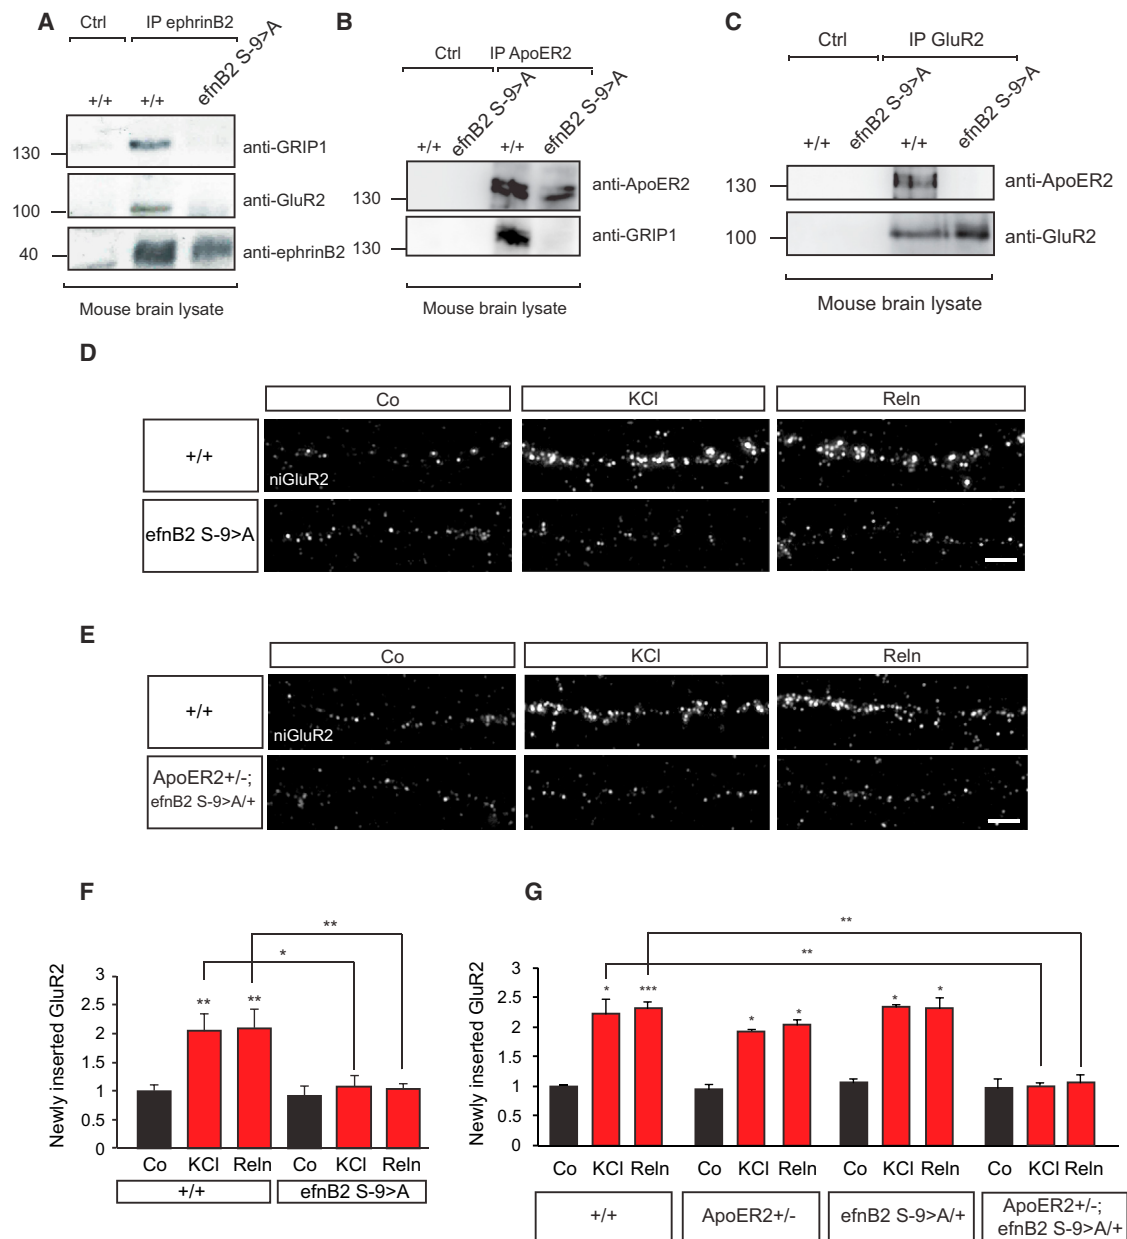 A
Ctrl IP ephrinB2
+/+ +/+ efnB2 S-9>A
130 anti-GRIP1
100 anti-GluR2
40 anti-ephrinB2
Mouse brain lysate
B
Ctrl IP ApoER2
+/+ efnB2 S-9>A +/+ efnB2 S-9>A
130 anti-ApoER2
130 anti-GRIP1
Mouse brain lysate
C
Ctrl IP GluR2
+/+ efnB2 S-9>A +/+ efnB2 S-9>A
130 anti-ApoER2
100 anti-GluR2
Mouse brain lysate
D
Co KCl Reln
+/+
niGluR2
efnB2 S-9>A
E
Co KCl Reln
+/+
niGluR2
ApoER2+/-;
efnB2 S-9>A/+
F
Newly inserted GluR2
3
2.5
2
1.5
1
0.5
0
** ** * **
Co KCl Reln Co KCl Reln
+/+ efnB2 S-9>A
G
Newly inserted GluR2
3
2.5
2
1.5
1
0.5
0
**
**
* *** * * * *
Co KCl Reln Co KCl Reln Co KCl Reln Co KCl Reln
+/+ ApoER2+/- efnB2 S-9>A/+ ApoER2+/-;
efnB2 S-9>A/+